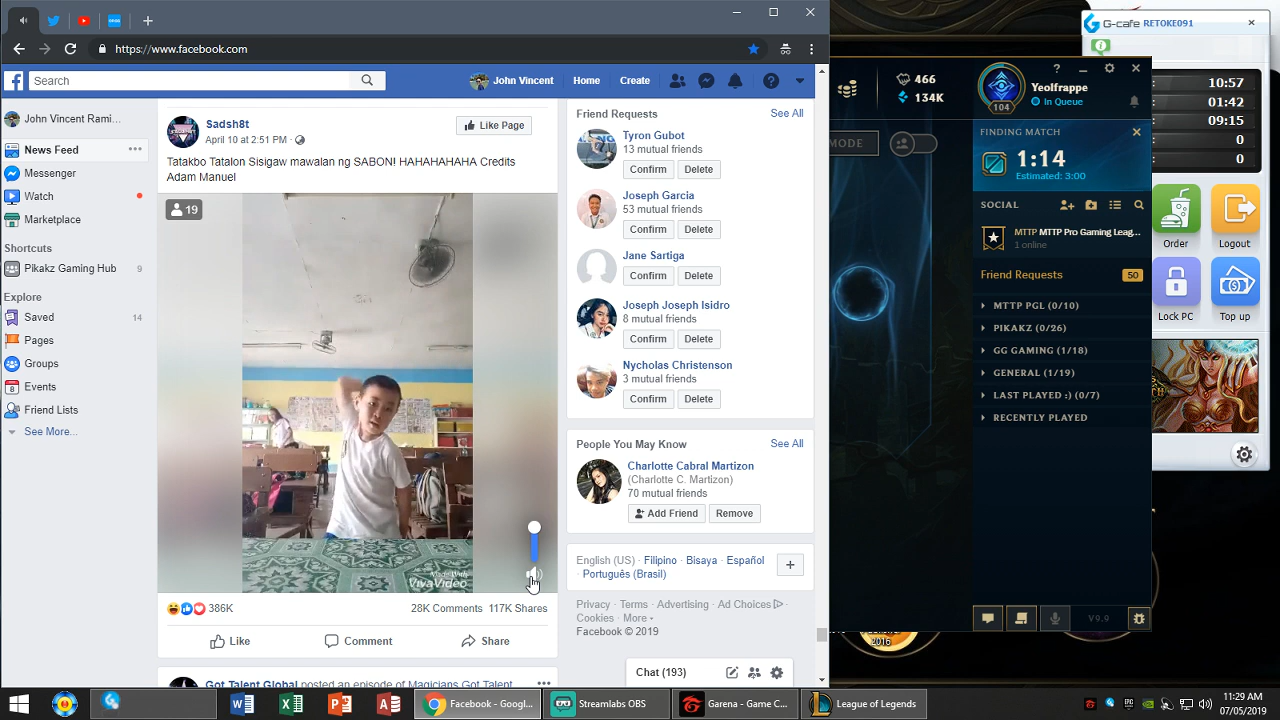 https://www.facebook.com
Search
John Vincent
Home
Create
John Vincent Rami...
News Feed
Messenger
Watch
Marketplace
Shortcuts
Pikakz Gaming Hub 9
Explore
Saved 14
Pages
Groups
8
Events
Friend Lists
See More...
Sadsh8t
April 10 at 2:51 PM ·
Like Page
Tatakbo Tatalon Sisigaw mawalan ng SABON! HAHAHAHAHA Credits
Adam Manuel
19
Made With
VivaVideo
386K
28K Comments 117K Shares
Like
Comment
Share
Got Talent Global posted an episode of Magicians Got Talent
Friend Requests
See All
Tyron Gubot
13 mutual friends
Confirm Delete
Joseph Garcia
53 mutual friends
Confirm Delete
Jane Sartiga
Confirm Delete
Joseph Joseph Isidro
8 mutual friends
Confirm Delete
Nycholas Christenson
3 mutual friends
Confirm Delete
People You May Know
See All
Charlotte Cabral Martizon
(Charlotte C. Martizon)
70 mutual friends
Add Friend Remove
English (US) · Filipino · Bisaya · Español
· Português (Brasil)
Privacy · Terms · Advertising · Ad Choices ·
Cookies · More
Facebook © 2019
Chat (193)
466
134K
MODE
104
Yeolfrappe
In Queue
FINDING MATCH
1:14
Estimated: 3:00
SOCIAL
MTTP MTTP Pro Gaming Leag...
1 online
Friend Requests 50
MTTP PGL (0/10)
PIKAKZ (0/26)
GG GAMING (1/18)
GENERAL (1/19)
LAST PLAYED :) (0/7)
RECENTLY PLAYED
V9.9
2016
G-cafe RETOKE091
10:57
01:42
09:15
0
0
Order
Logout
Lock PC
Top up
Facebook - Googl...
Streamlabs OBS
Garena - Game C...
League of Legends
11:29 AM
07/05/2019